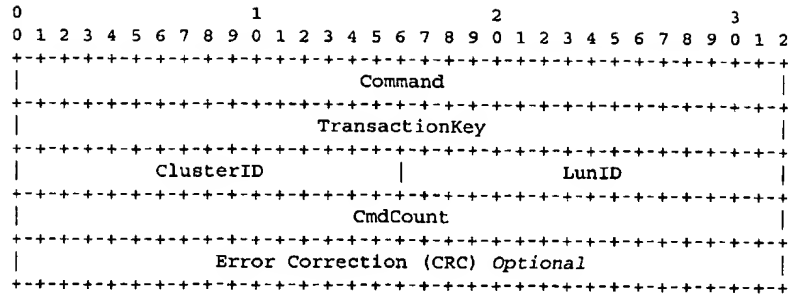 0                   1                   2                   3
0 1 2 3 4 5 6 7 8 9 0 1 2 3 4 5 6 7 8 9 0 1 2 3 4 5 6 7 8 9 0 1 2
+-+-+-+-+-+-+-+-+-+-+-+-+-+-+-+-+-+-+-+-+-+-+-+-+-+-+-+-+-+-+-+-+
| Command |
+-+-+-+-+-+-+-+-+-+-+-+-+-+-+-+-+-+-+-+-+-+-+-+-+-+-+-+-+-+-+-+-+
| TransactionKey |
+-+-+-+-+-+-+-+-+-+-+-+-+-+-+-+-+-+-+-+-+-+-+-+-+-+-+-+-+-+-+-+-+
| ClusterID | LunID |
+-+-+-+-+-+-+-+-+-+-+-+-+-+-+-+-+-+-+-+-+-+-+-+-+-+-+-+-+-+-+-+-+
| CmdCount |
+-+-+-+-+-+-+-+-+-+-+-+-+-+-+-+-+-+-+-+-+-+-+-+-+-+-+-+-+-+-+-+-+
| Error Correction (CRC) Optional |
+-+-+-+-+-+-+-+-+-+-+-+-+-+-+-+-+-+-+-+-+-+-+-+-+-+-+-+-+-+-+-+-+